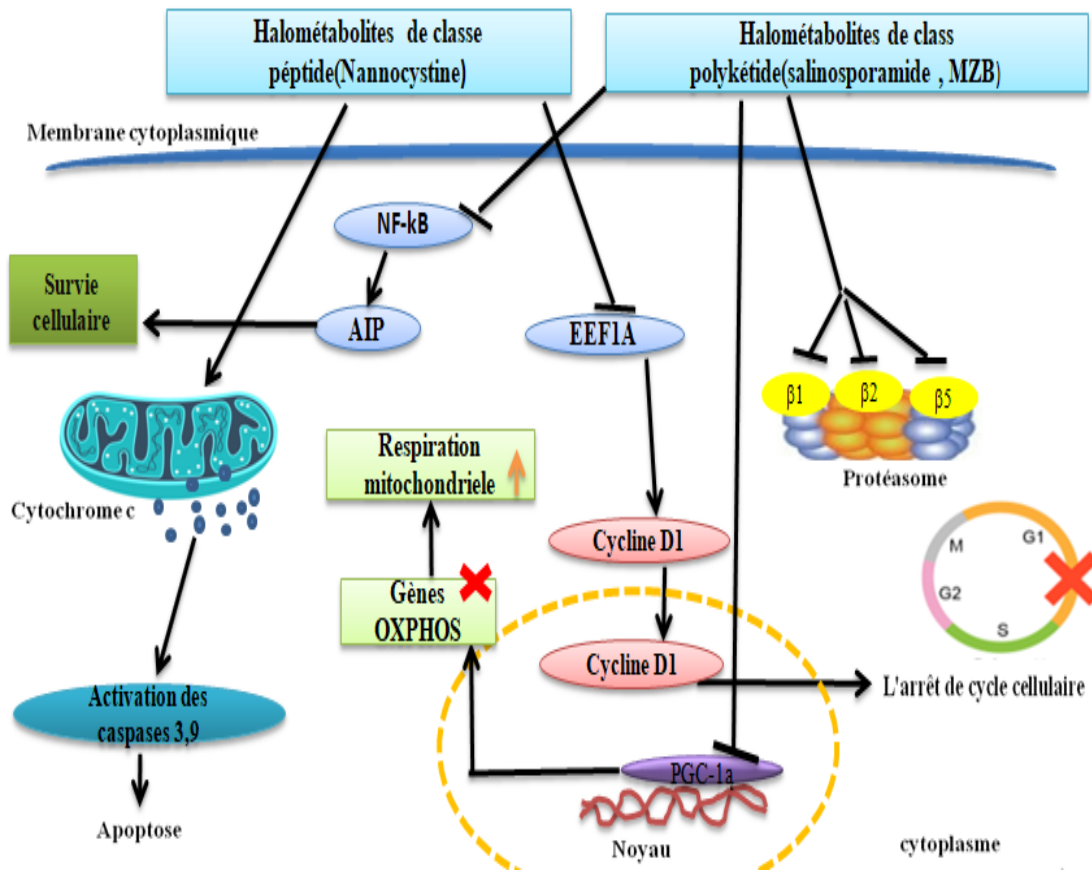 Halométabolites de classe
péptide(Nannocystine)
Halométabolites de class
polykétide(salinosporamide , MZB)
Membrane cytoplasmique
NF-kB
Survie
cellulaire
AIP
EEF1A
β1
β2
β5
Protéasome
Respiration
mitochondriele
Cytochrome c
Cycline D1
M
G1
G2
S
Gènes
OXPHOS
Cycline D1
L'arrêt de cycle cellulaire
Activation des
caspases 3,9
PGC-1a
Apoptose
Noyau
cytoplasme